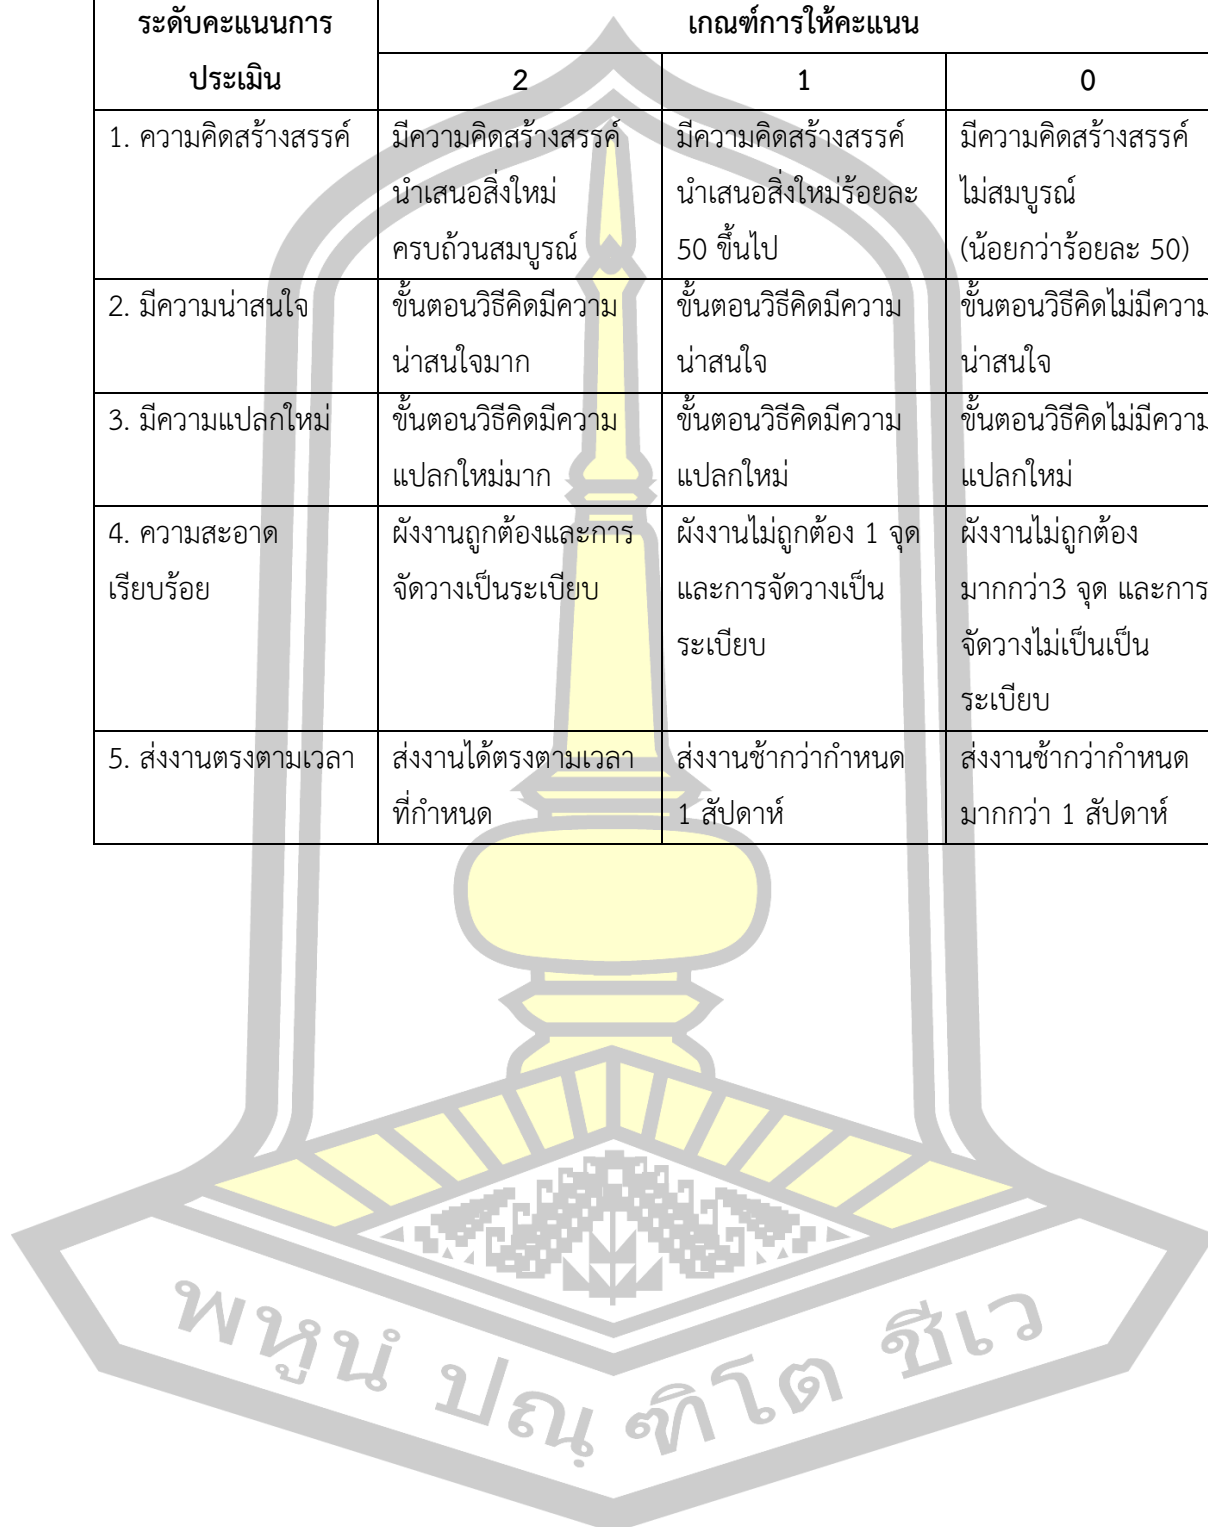 ระดับคะแนนการ
ประเมิน
เกณฑ์การให้คะแนน
2
1
0
1. ความคิดสร้างสรรค์
มีความคิดสร้างสรรค์
นำเสนอสิ่งใหม่
ครบถ้วนสมบูรณ์
มีความคิดสร้างสรรค์
นำเสนอสิ่งใหม่ร้อยละ
50 ขึ้นไป
มีความคิดสร้างสรรค์
ไม่สมบูรณ์
(น้อยกว่าร้อยละ 50)
2. มีความน่าสนใจ
ขั้นตอนวิธีคิดมีความ
น่าสนใจมาก
ขั้นตอนวิธีคิดมีความ
น่าสนใจ
ขั้นตอนวิธีคิดไม่มีความ
น่าสนใจ
3. มีความแปลกใหม่
ขั้นตอนวิธีคิดมีความ
แปลกใหม่มาก
ขั้นตอนวิธีคิดมีความ
แปลกใหม่
ขั้นตอนวิธีคิดไม่มีความ
แปลกใหม่
4. ความสะอาด
เรียบร้อย
ผังงานถูกต้องและการ
จัดวางเป็นระเบียบ
ผังงานไม่ถูกต้อง 1 จุด
และการจัดวางเป็น
ระเบียบ
ผังงานไม่ถูกต้อง
มากกว่า3 จุด และการ
จัดวางไม่เป็นเป็น
ระเบียบ
5. ส่งงานตรงตามเวลา
ส่งงานได้ตรงตามเวลา
ที่กำหนด
ส่งงานช้ากว่ากำหนด
1 สัปดาห์
ส่งงานช้ากว่ากำหนด
มากกว่า 1 สัปดาห์
พหูนํ ปณฺ ฑิโต ชีเว